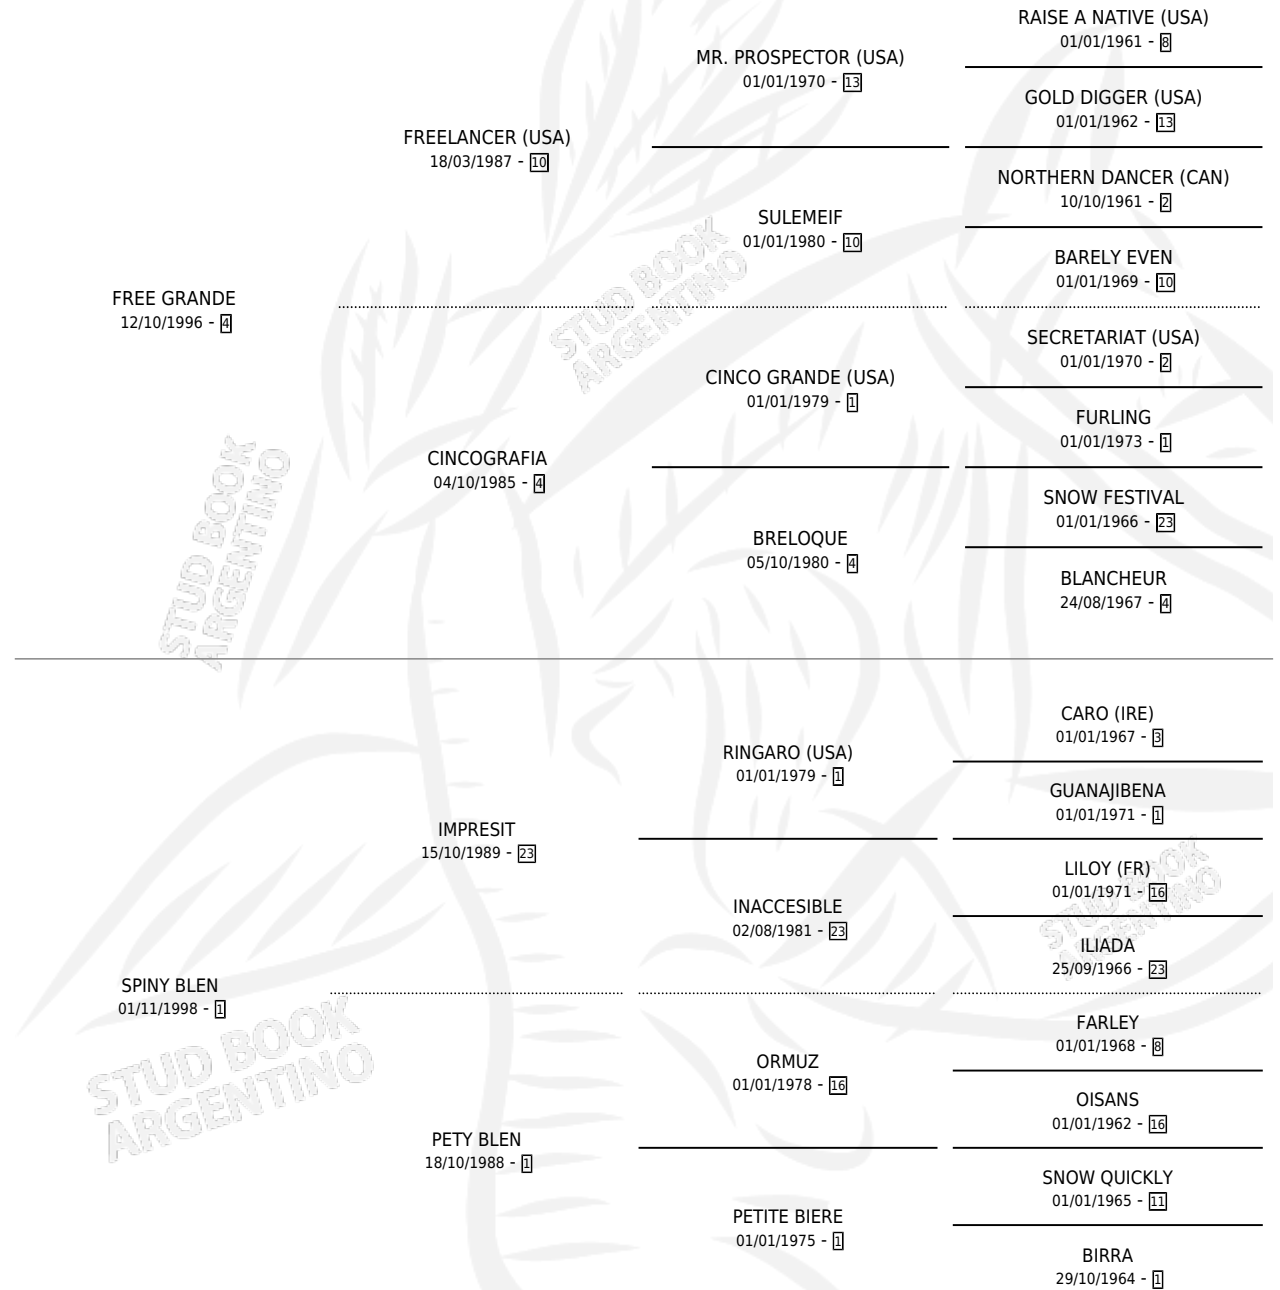 RAISE A NATIVE (USA)
01/01/1961 - 8
MR. PROSPECTOR (USA)
01/01/1970 - 13
GOLD DIGGER (USA)
01/01/1962 - 13
FREELANCER (USA)
18/03/1987 - 10
NORTHERN DANCER (CAN)
10/10/1961 - 2
SULEMEIF
01/01/1980 - 10
BARELY EVEN
01/01/1969 - 10
FREE GRANDE
12/10/1996 - 4
SECRETARIAT (USA)
01/01/1970 - 2
CINCO GRANDE (USA)
01/01/1979 - 1
FURLING
01/01/1973 - 1
CINCOGRAFIA
04/10/1985 - 4
SNOW FESTIVAL
01/01/1966 - 23
BRELOQUE
05/10/1980 - 4
BLANCHEUR
24/08/1967 - 4
STUD BOOK
ARGENTINO
STUD BOOK
ARGENTINO
CARO (IRE)
01/01/1967 - 3
RINGARO (USA)
01/01/1979 - 1
GUANAJIBENA
01/01/1971 - 1
IMPRESIT
15/10/1989 - 23
LILOY (FR)
01/01/1971 - 16
INACCESIBLE
02/08/1981 - 23
ILIADA
25/09/1966 - 23
SPINY BLEN
01/11/1998 - 1
FARLEY
01/01/1968 - 8
ORMUZ
01/01/1978 - 16
OISANS
01/01/1962 - 16
PETY BLEN
18/10/1988 - 1
SNOW QUICKLY
01/01/1965 - 11
PETITE BIERE
01/01/1975 - 1
BIRRA
29/10/1964 - 1
STUD BOOK
ARGENTINO
STUD BOOK
ARGENTINO